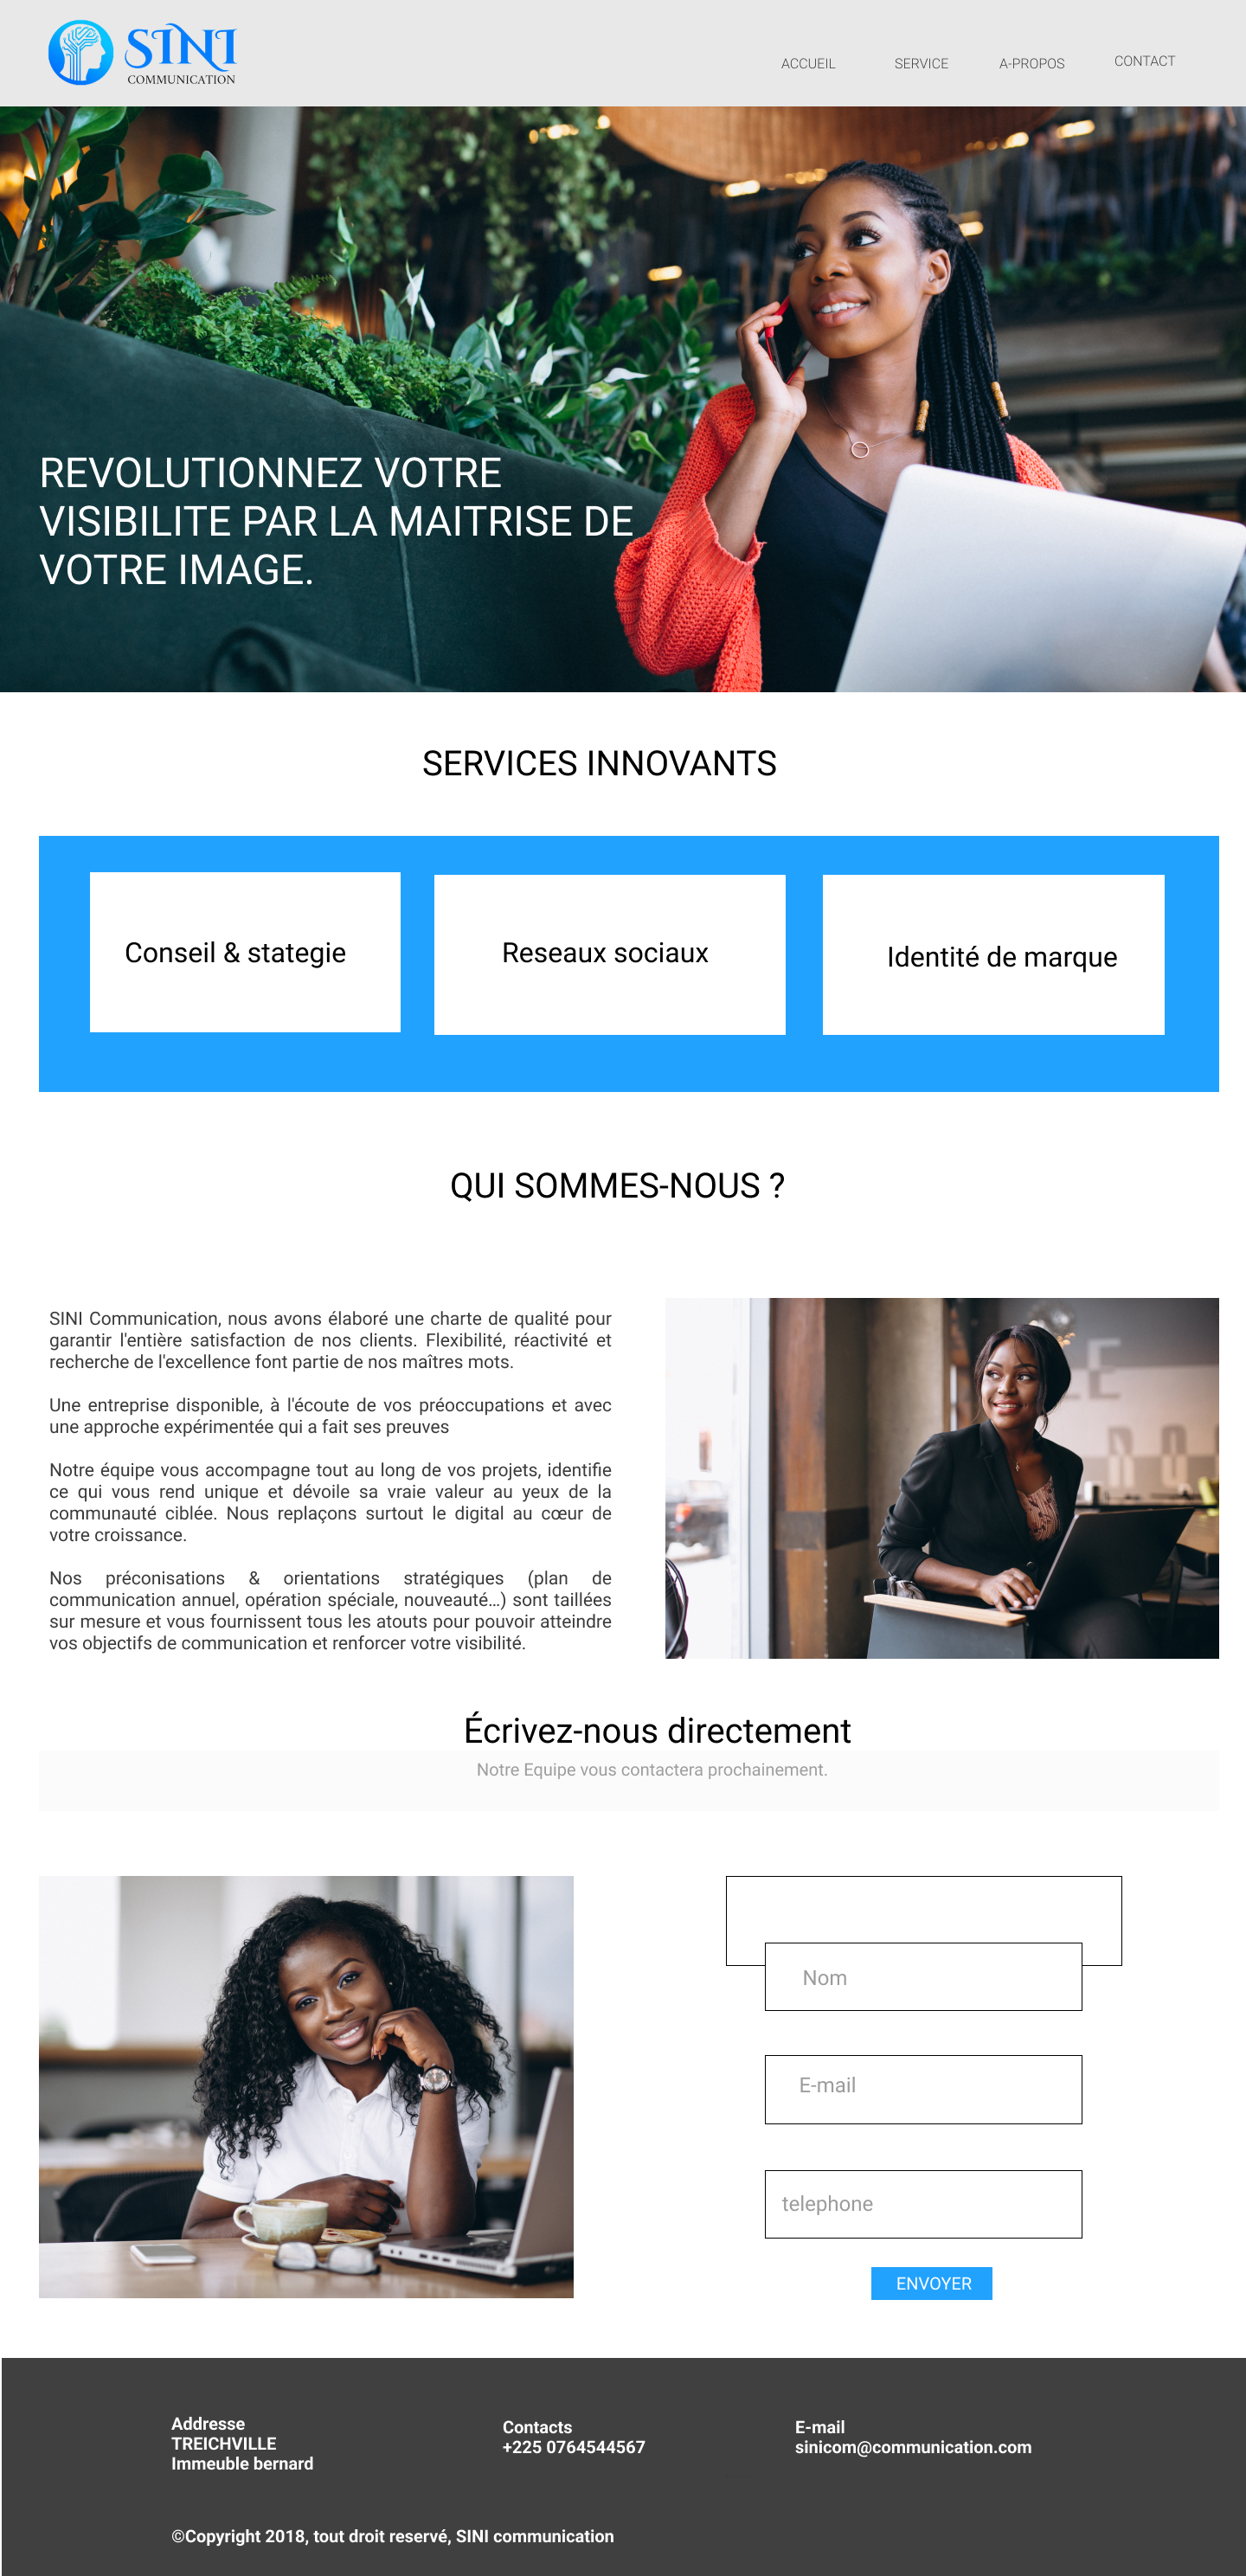 SINI
COMMUNICATION
ACCUEIL
SERVICE
A-PROPOS
CONTACT
REVOLUTIONNEZ VOTRE
VISIBILITE PAR LA MAITRISE DE
VOTRE IMAGE.
SERVICES INNOVANTS
Conseil & stategie
Reseaux sociaux
Identité de marque
QUI SOMMES-NOUS ?
SINI Communication, nous avons élaboré une charte de qualité pour
garantir l'entière satisfaction de nos clients. Flexibilité, réactivité et
recherche de l'excellence font partie de nos maîtres mots.
Une entreprise disponible, à l'écoute de vos préoccupations et avec
une approche expérimentée qui a fait ses preuves
Notre équipe vous accompagne tout au long de vos projets, identifie
ce qui vous rend unique et dévoile sa vraie valeur au yeux de la
communauté ciblée. Nous replaçons surtout le digital au cœur de
votre croissance.
Nos préconisations & orientations stratégiques (plan de
communication annuel, opération spéciale, nouveauté…) sont taillées
sur mesure et vous fournissent tous les atouts pour pouvoir atteindre
vos objectifs de communication et renforcer votre visibilité.
Écrivez-nous directement
Notre Equipe vous contactera prochainement.
Nom
E-mail
telephone
ENVOYER
Addresse
TREICHVILLE
Immeuble bernard
Contacts
+225 0764544567
E-mail
sinicom@communication.com
©Copyright 2018, tout droit reservé, SINI communication